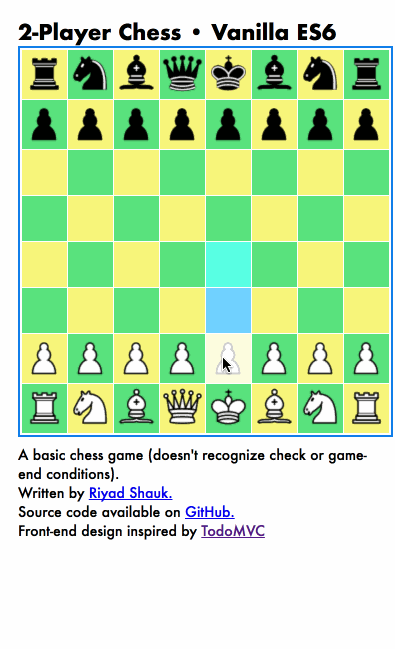 2-Player Chess • Vanilla ES6
A basic chess game (doesn't recognize check or game-
end conditions).
Written by Riyad Shauk.
Source code available on GitHub.
Front-end design inspired by TodoMVC